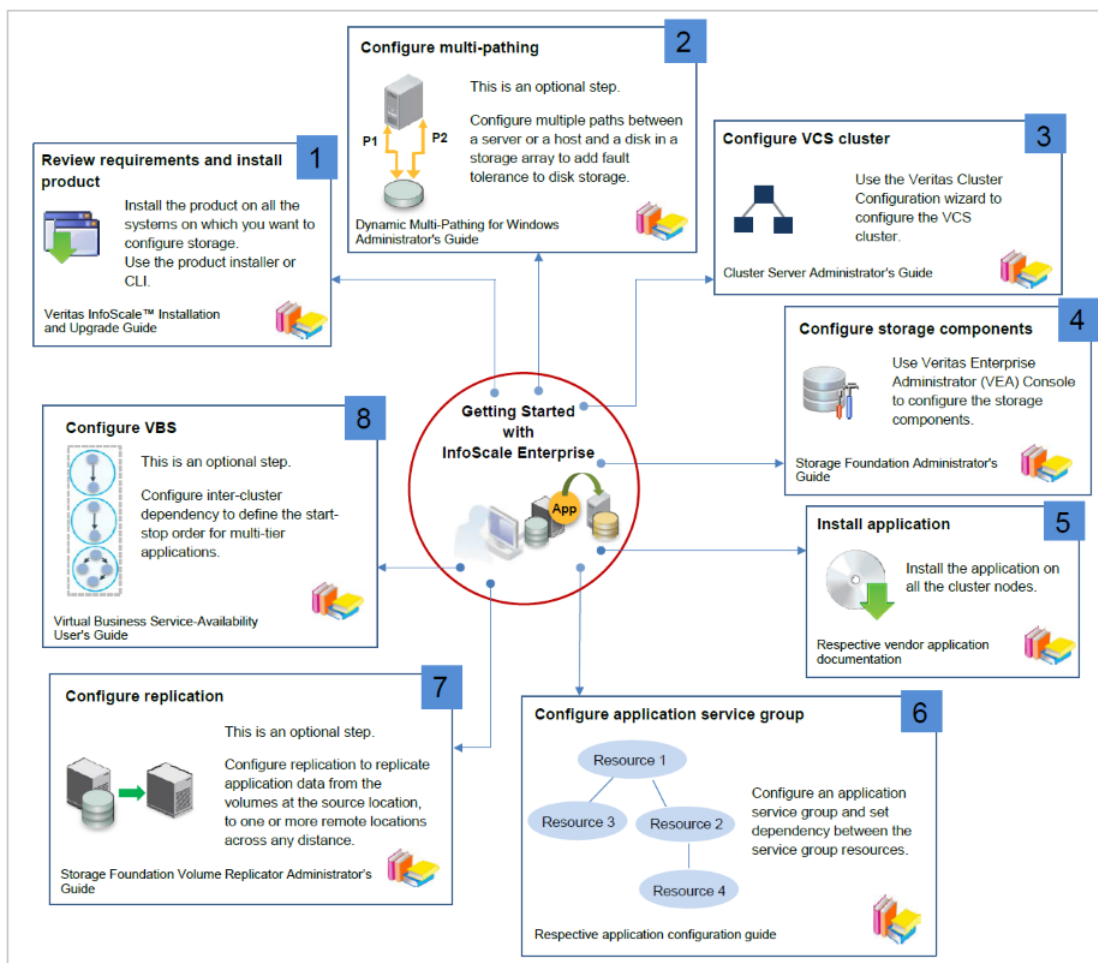 Getting Started
with
InfoScale Enterprise
App
1
Review requirements and install
product
Install the product on all the
systems on which you want to
configure storage.
Use the product installer or
CLI.
Veritas InfoScale™ Installation
and Upgrade Guide
2
Configure multi-pathing
This is an optional step.
Configure multiple paths between
a server or a host and a disk in a
storage array to add fault
tolerance to disk storage.
P1
P2
Dynamic Multi-Pathing for Windows
Administrator's Guide
3
Configure VCS cluster
Use the Veritas Cluster
Configuration wizard to
configure the VCS
cluster.
Cluster Server Administrator's Guide
4
Configure storage components
Use Veritas Enterprise
Administrator (VEA) Console
to configure the storage
components.
Storage Foundation Administrator's
Guide
5
Install application
Install the application on
all the cluster nodes.
Respective vendor application
documentation
6
Configure application service group
Resource 1
Resource 3
Resource 2
Resource 4
Configure an application
service group and set
dependency between the
service group resources.
Respective application configuration guide
7
Configure replication
This is an optional step.
Configure replication to replicate
application data from the
volumes at the source location,
to one or more remote locations
across any distance.
Storage Foundation Volume Replicator Administrator's
Guide
8
Configure VBS
This is an optional step.
Configure inter-cluster
dependency to define the start-
stop order for multi-tier
applications.
Virtual Business Service-Availability
User's Guide